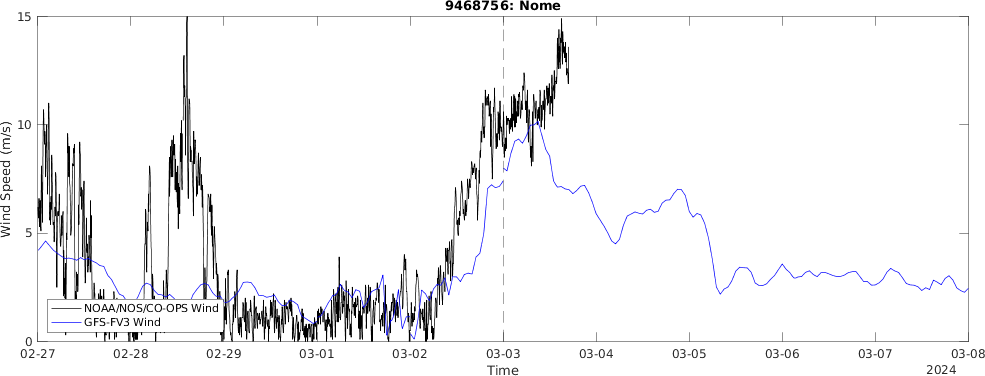 9468756: Nome
15
10
5
0
Wind Speed (m/s)
NOAA/NOS/CO-OPS Wind
GFS-FV3 Wind
02-27 02-28 02-29 03-01 03-02 03-03 03-04 03-05 03-06 03-07 03-08
Time
2024